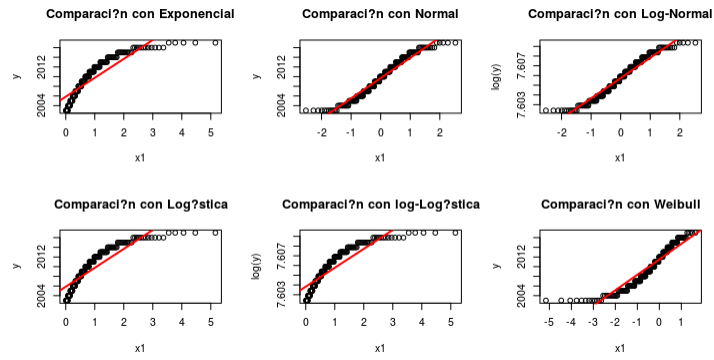 Comparaci?n con Exponencial
y
2004 2012
0 1 2 3 4 5
x1
Comparaci?n con Normal
y
2004 2012
-2 -1 0 1 2
x1
Comparaci?n con Log-Normal
log(y)
7.603 7.607
-2 -1 0 1 2
x1
Comparaci?n con Log?stica
y
2004 2012
0 1 2 3 4 5
x1
Comparaci?n con log-Log?stica
log(y)
7.603 7.607
0 1 2 3 4 5
x1
Comparaci?n con Weibull
y
2004 2012
-5 -4 -3 -2 -1 0 1
x1